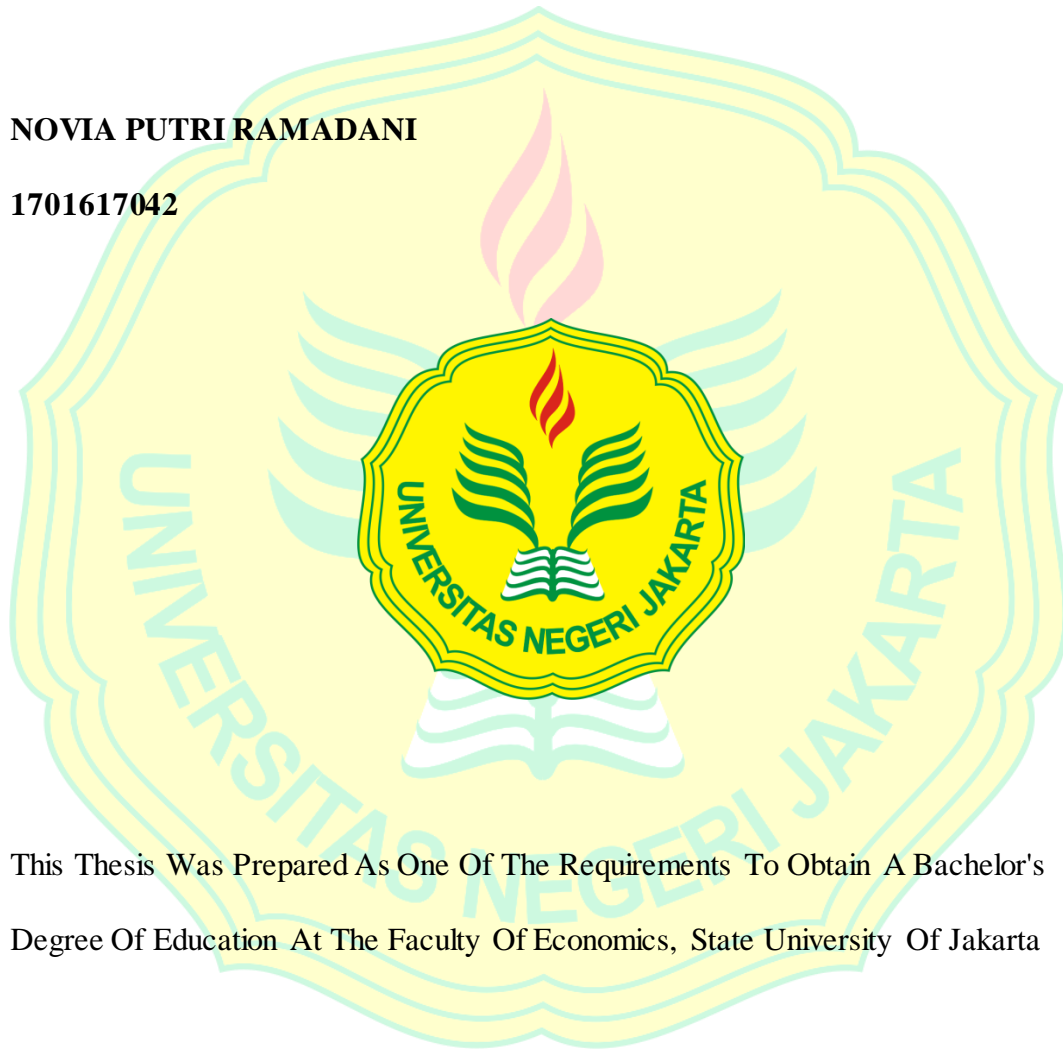 NOVIA PUTRI RAMADANI
1701617042
UNIVERSITAS NEGERI JAKARTA
UNIVERSITAS NEGERI JAKARTA
This Thesis Was Prepared As One Of The Requirements To Obtain A Bachelor's
Degree Of Education At The Faculty Of Economics, State University Of Jakarta